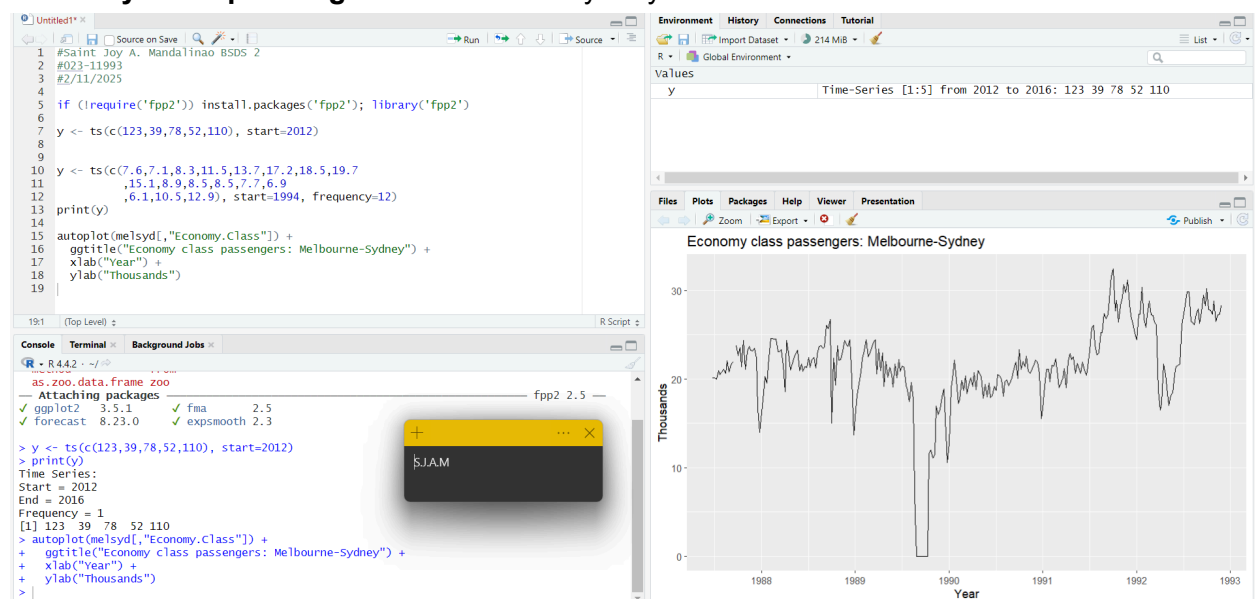 Untitled1*
Source on Save
Run
Source
1 #Saint Joy A. Mandalinao BSDS 2
2 #023-11993
3 #2/11/2025
4
5 if (!require('fpp2')) install.packages('fpp2'); library('fpp2')
6
7 y <- ts(c(123,39,78,52,110), start=2012)
8
9
10 y <- ts(c(7.6,7.1,8.3,11.5,13.7,17.2,18.5,19.7
11 ,15.1,8.9,8.5,8.5,7.7,6.9
12 ,6.1,10.5,12.9), start=1994, frequency=12)
13 print(y)
14
15 autoplot(melsyd[,"Economy.Class"]) +
16 ggtitle("Economy class passengers: Melbourne-Sydney") +
17 xlab("Year") +
18 ylab("Thousands")
19
19:1 (Top Level) R Script
Console Terminal Background Jobs
R 4.4.2 · ~/
as.zoo.data.frame zoo
— Attaching packages — fpp2 2.5 —
✓ ggplot2 3.5.1 ✓ fma 2.5
✓ forecast 8.23.0 ✓ expsmooth 2.3
> y <- ts(c(123,39,78,52,110), start=2012)
> print(y)
Time Series:
Start = 2012
End = 2016
Frequency = 1
[1] 123 39 78 52 110
> autoplot(melsyd[,"Economy.Class"]) +
+ ggtitle("Economy class passengers: Melbourne-Sydney") +
+ xlab("Year") +
+ ylab("Thousands")
>
S.J.A.M
Environment History Connections Tutorial
Import Dataset 214 MiB List
R Global Environment
Values
y Time-Series [1:5] from 2012 to 2016: 123 39 78 52 110
Files Plots Packages Help Viewer Presentation
Zoom Export Publish
Economy class passengers: Melbourne-Sydney
30
20
10
0
Thousands
1988 1989 1990 1991 1992 1993
Year